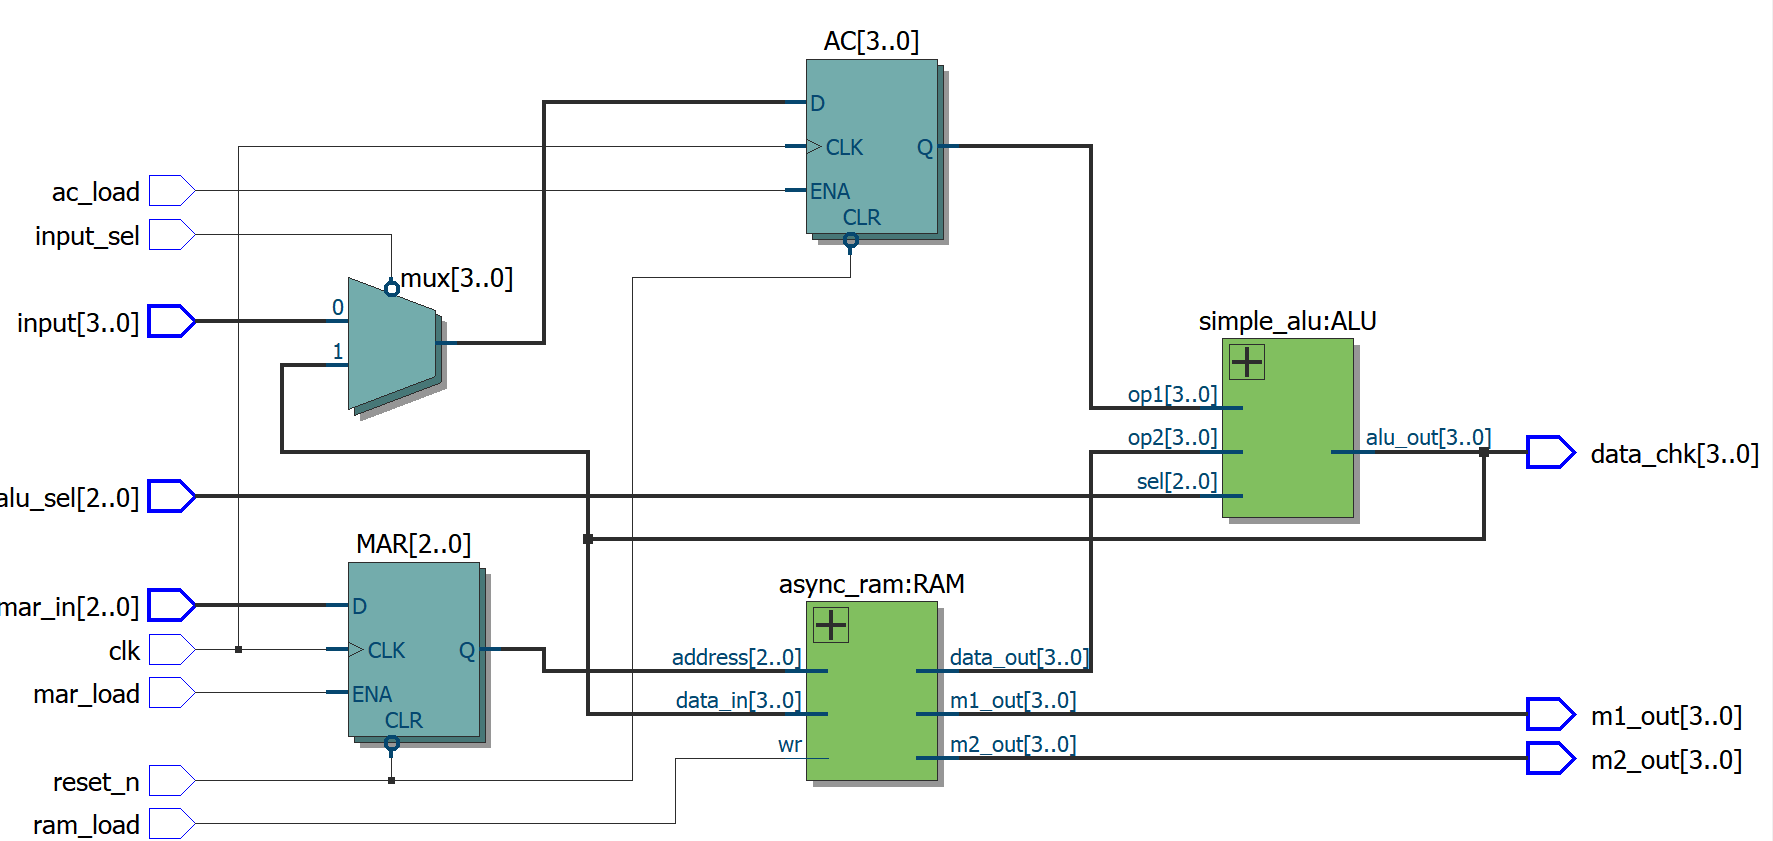 AC[3..0]
D
CLK
Q
ENA
CLR
ac_load
input_sel
mux[3..0]
0
input[3..0]
1
simple_alu:ALU
op1[3..0]
op2[3..0]
alu_out[3..0]
data_chk[3..0]
sel[2..0]
alu_sel[2..0]
MAR[2..0]
mar_in[2..0]
D
clk
CLK
Q
mar_load
ENA
CLR
async_ram:RAM
address[2..0]
data_out[3..0]
data_in[3..0]
m1_out[3..0]
m1_out[3..0]
wr
m2_out[3..0]
m2_out[3..0]
reset_n
ram_load